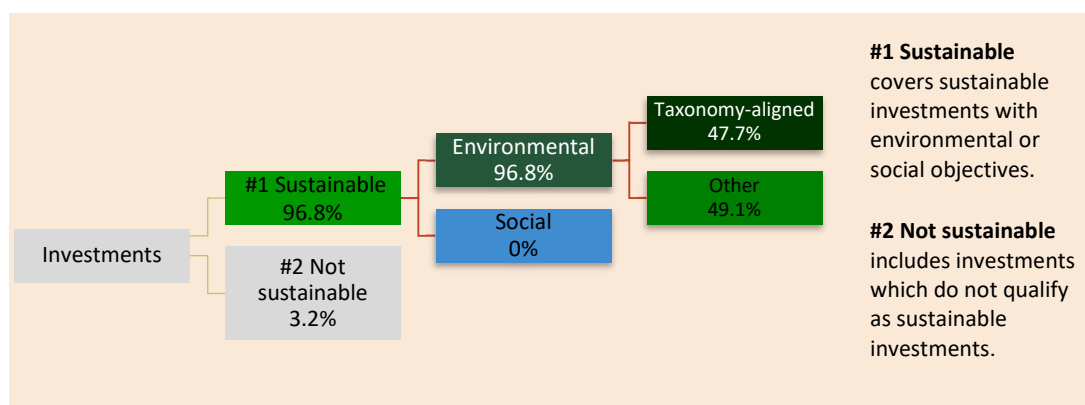 Investments
#1 Sustainable
96.8%
#2 Not
sustainable
3.2%
Environmental
96.8%
Social
0%
Taxonomy-aligned
47.7%
Other
49.1%
#1 Sustainable
covers sustainable
investments with
environmental or
social objectives.
#2 Not sustainable
includes investments
which do not qualify
as sustainable
investments.